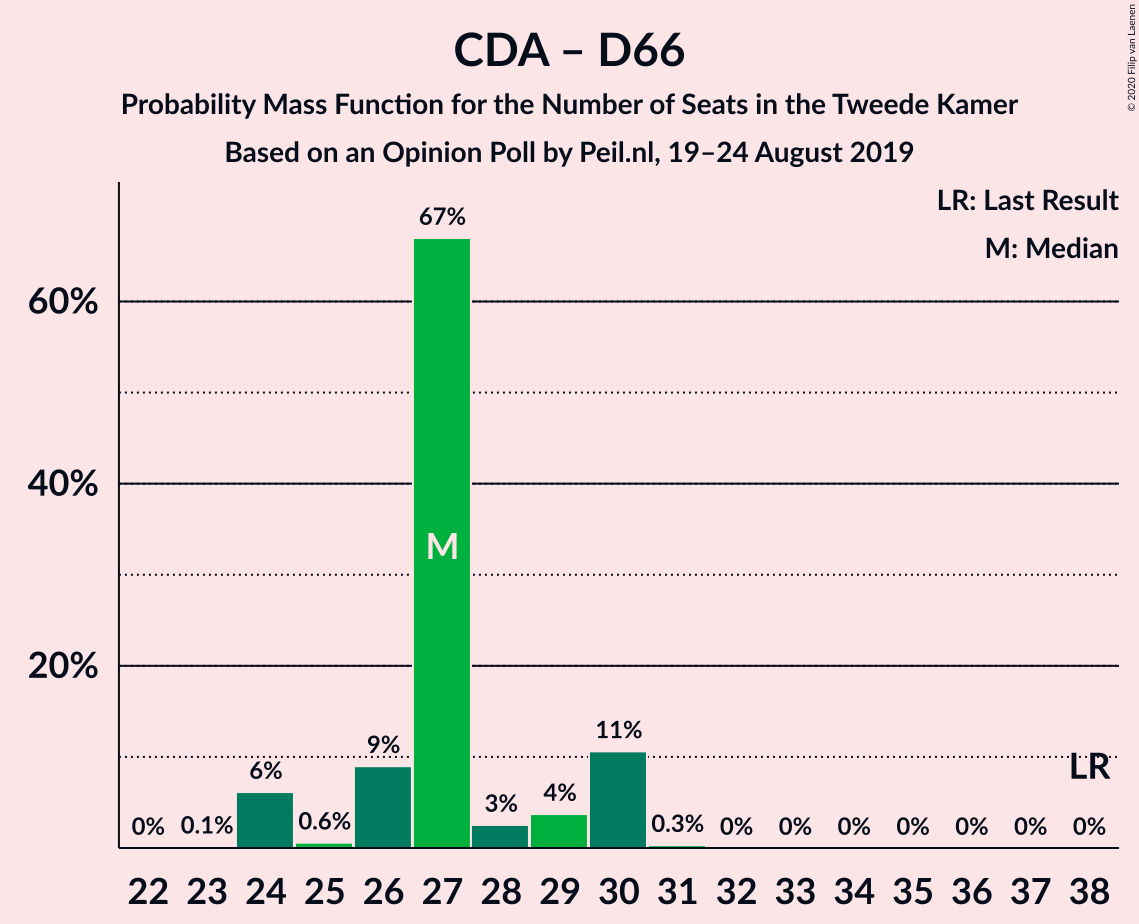 CDA – D66
Probability Mass Function for the Number of Seats in the Tweede Kamer
Based on an Opinion Poll by Peil.nl, 19–24 August 2019
© 2020 Filip van Laenen
LR: Last Result
M: Median
60%
40%
20%
0%
0.1%
6%
0.6%
9%
67%
M
3%
4%
11%
0.3%
0%
0%
0%
0%
0%
0%
0%
LR
22 23 24 25 26 27 28 29 30 31 32 33 34 35 36 37 38